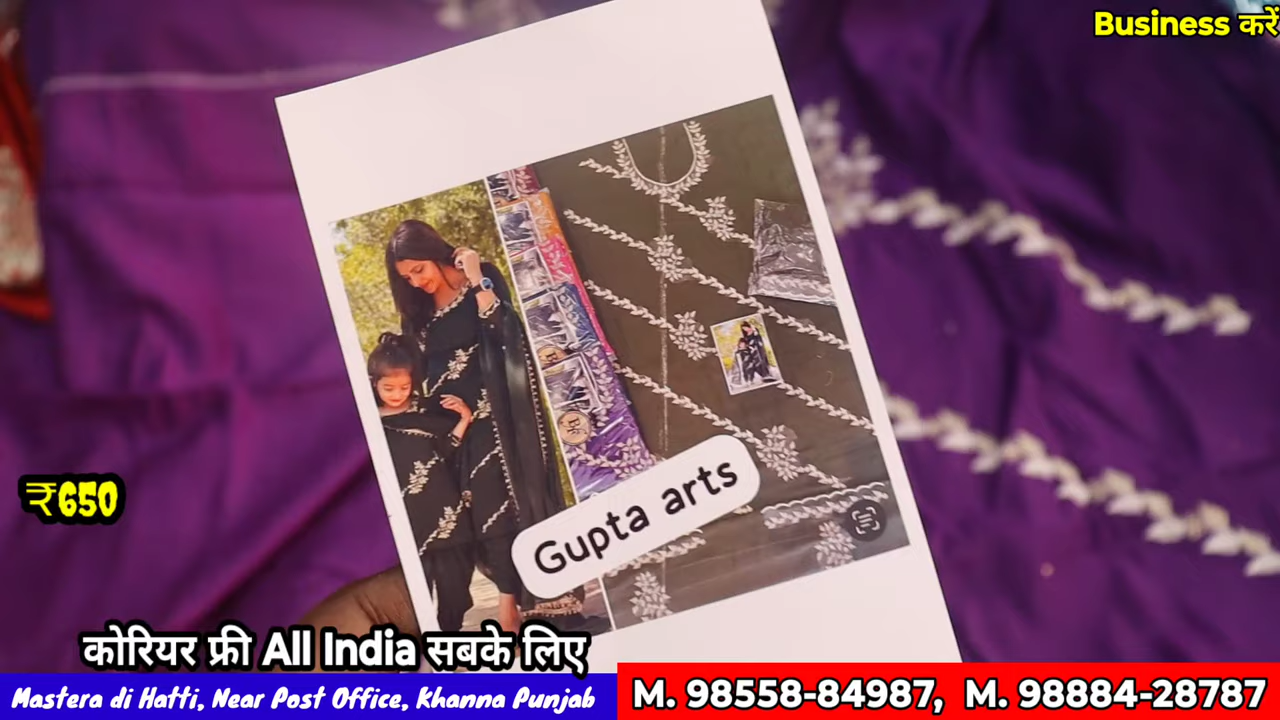 Business करें
Gupta arts
₹650
कोरियर फ्री All India सबके लिए
Mastera di Hatti, Near Post Office, Khanna Punjab
M. 98558-84987, M. 98884-28787